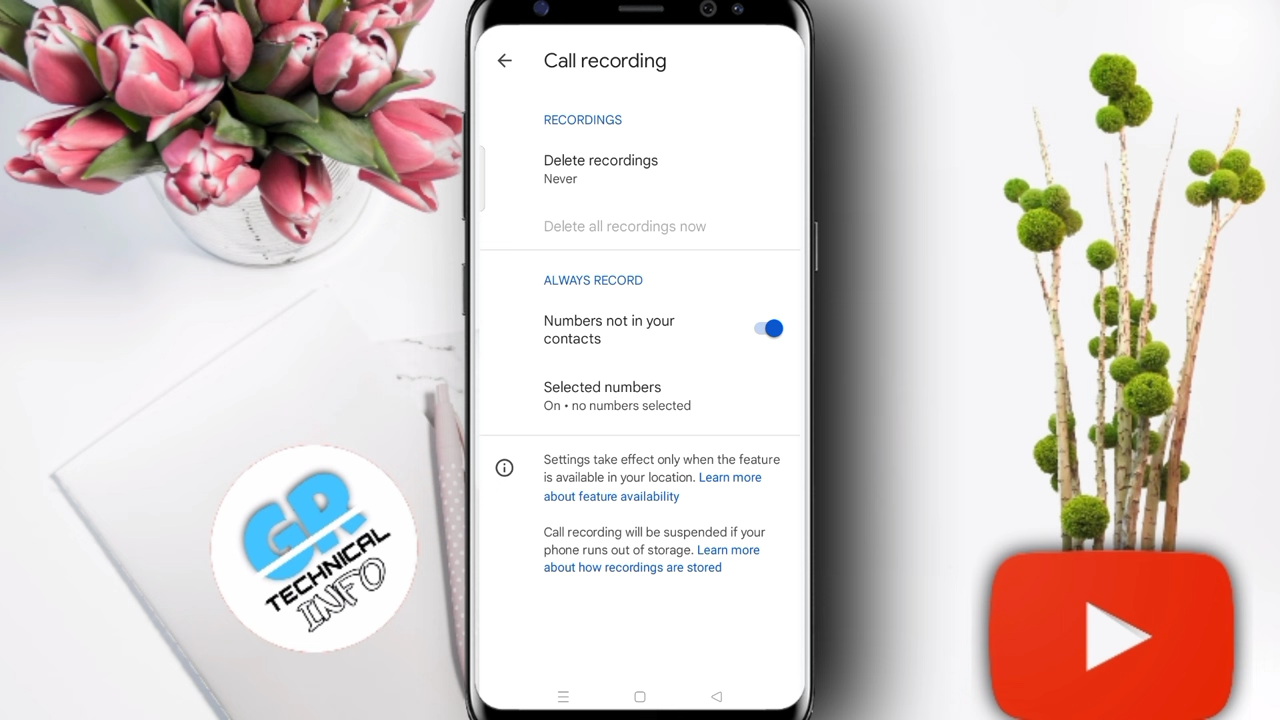 Call recording
RECORDINGS
Delete recordings
Never
Delete all recordings now
ALWAYS RECORD
Numbers not in your
contacts
Selected numbers
On • no numbers selected
Settings take effect only when the feature
is available in your location. Learn more
about feature availability
Call recording will be suspended if your
phone runs out of storage. Learn more
about how recordings are stored
GR
TECHNICAL
INFO